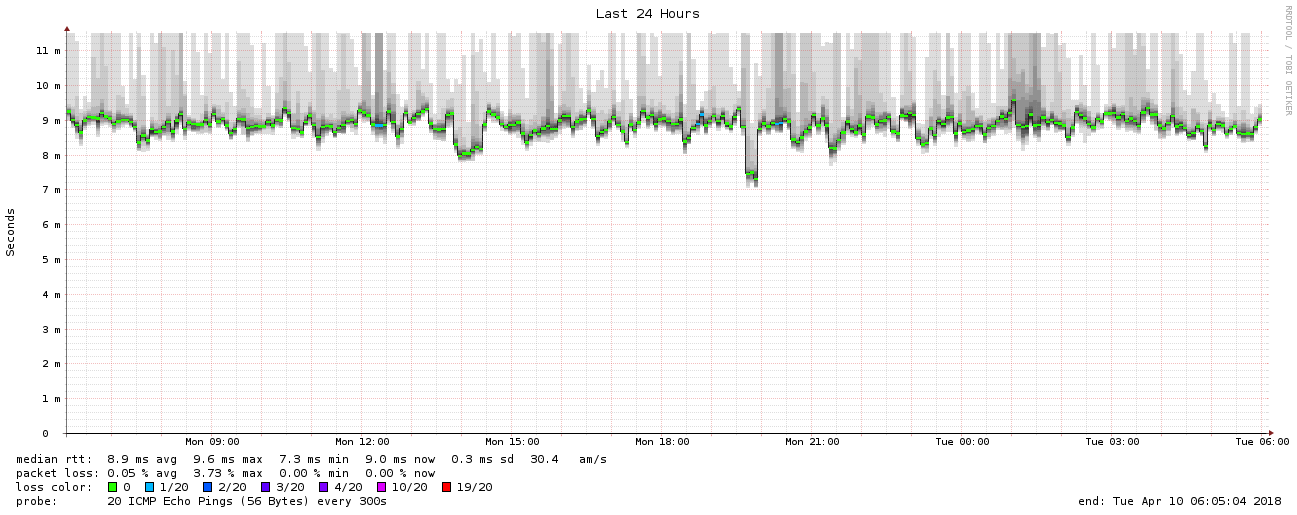 Last 24 Hours
RRDTOOL / TOBI OETIKER
Seconds
11 m
10 m
9 m
8 m
7 m
6 m
5 m
4 m
3 m
2 m
1 m
0
Mon 09:00 Mon 12:00 Mon 15:00 Mon 18:00 Mon 21:00 Tue 00:00 Tue 03:00 Tue 06:00
median rtt: 8.9 ms avg 9.6 ms max 7.3 ms min 9.0 ms now 0.3 ms sd 30.4 am/s
packet loss: 0.05 % avg 3.73 % max 0.00 % min 0.00 % now
loss color: 0 1/20 2/20 3/20 4/20 10/20 19/20
probe: 20 ICMP Echo Pings (56 Bytes) every 300s end: Tue Apr 10 06:05:04 2018